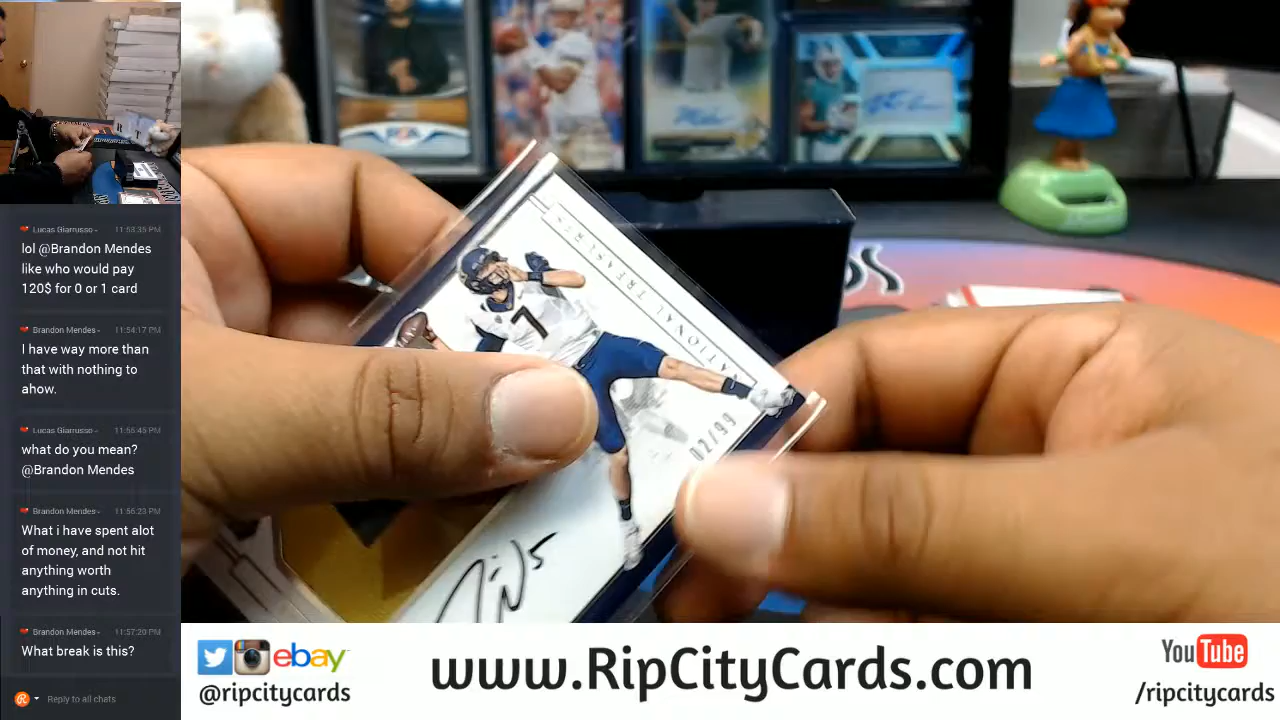 Lucas Giarrusso- 11:53:35 PM
lol @Brandon Mendes
like who would pay
120$ for 0 or 1 card
Brandon Mendes- 11:54:17 PM
I have way more than
that with nothing to
ahow.
Lucas Giarrusso- 11:55:45 PM
what do you mean?
@Brandon Mendes
Brandon Mendes- 11:56:23 PM
What i have spent alot
of money, and not hit
anything worth
anything in cuts.
Brandon Mendes- 11:57:20 PM
What break is this?
Reply to all chats
NATIONAL TREASURES
7
02/99
ebay
@ripcitycards
www.RipCityCards.com
YouTube
/ripcitycards